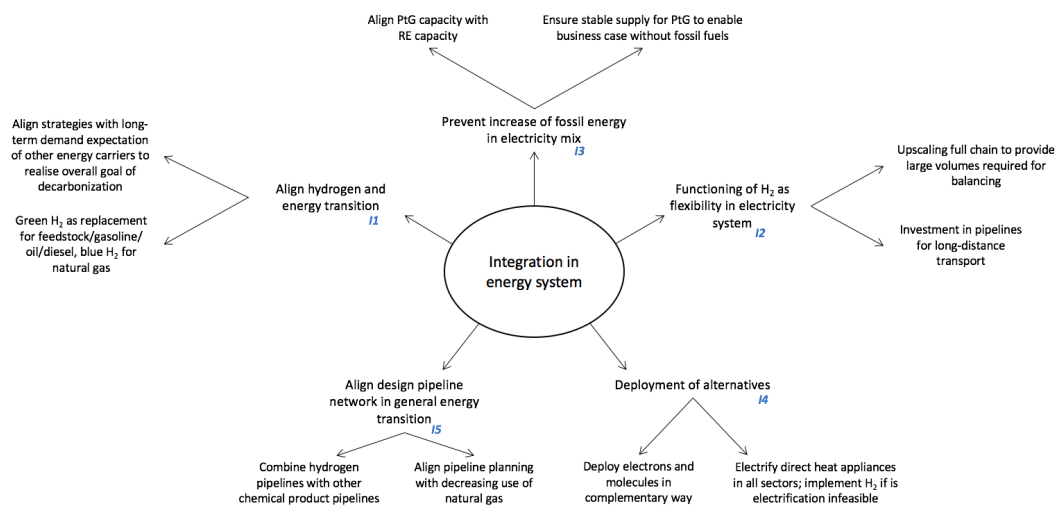 Align PtG capacity with
RE capacity
Ensure stable supply for PtG to enable
business case without fossil fuels
Prevent increase of fossil energy
in electricity mix
I3
Align strategies with long-
term demand expectation
of other energy carriers to
realise overall goal of
decarbonization
Green H₂ as replacement
for feedstock/gasoline/
oil/diesel, blue H₂ for
natural gas
Align hydrogen and
energy transition
I1
Functioning of H₂ as
flexibility in electricity
system
I2
Upscaling full chain to provide
large volumes required for
balancing
Investment in pipelines
for long-distance
transport
Integration in
energy system
Align design pipeline
network in general energy
transition
I5
Combine hydrogen
pipelines with other
chemical product pipelines
Align pipeline planning
with decreasing use of
natural gas
Deployment of alternatives
I4
Deploy electrons and
molecules in
complementary way
Electrify direct heat appliances
in all sectors; implement H₂ if is
electrification infeasible